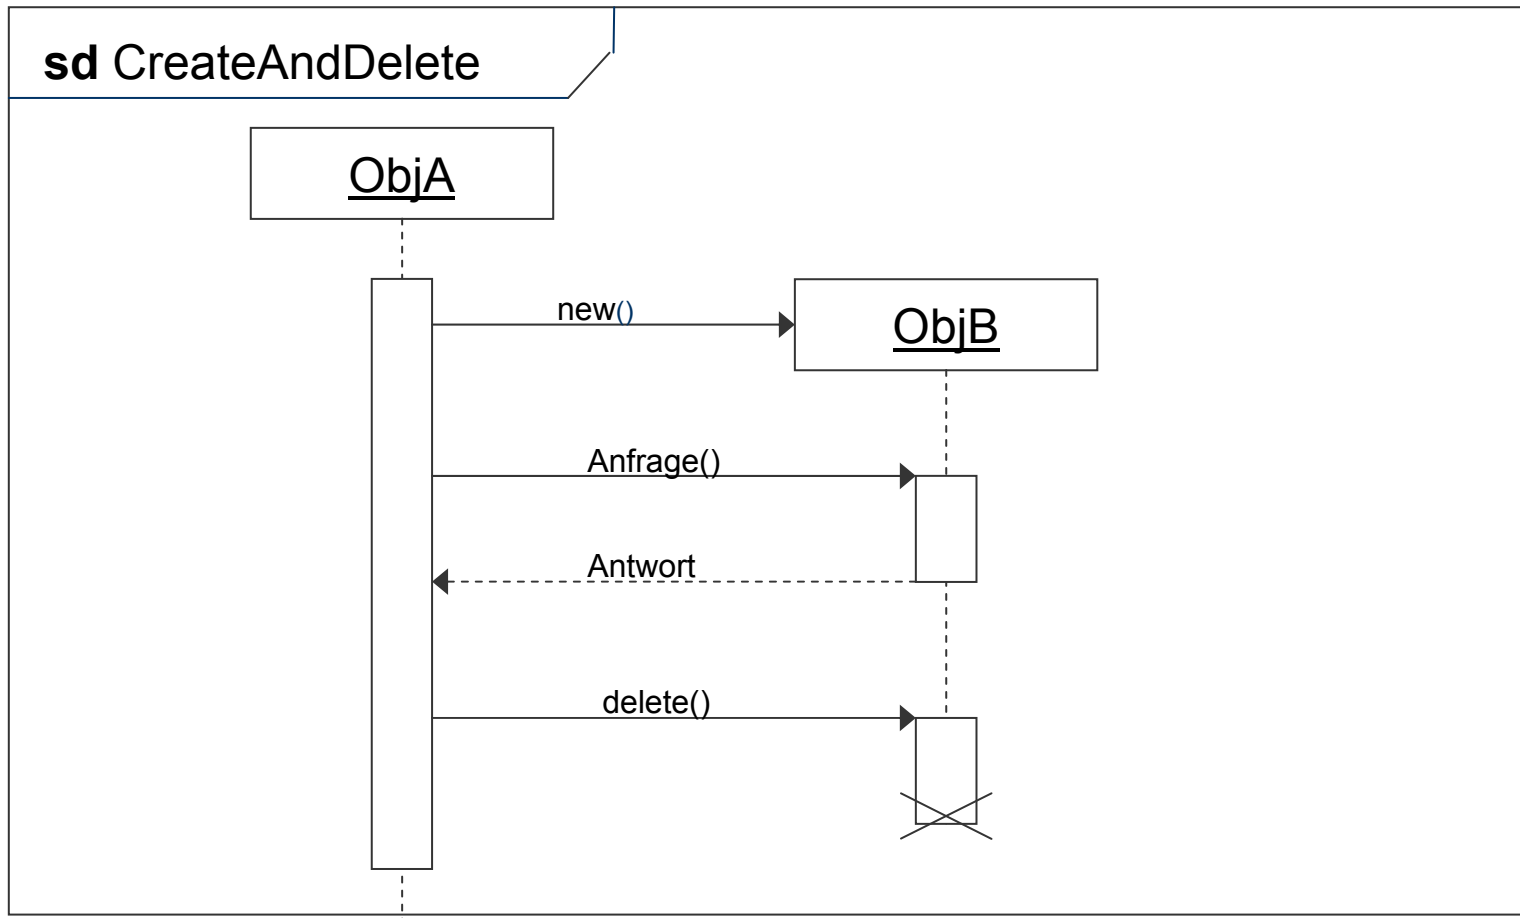 sd CreateAndDelete
ObjA
new()
ObjB
Anfrage()
Antwort
delete()